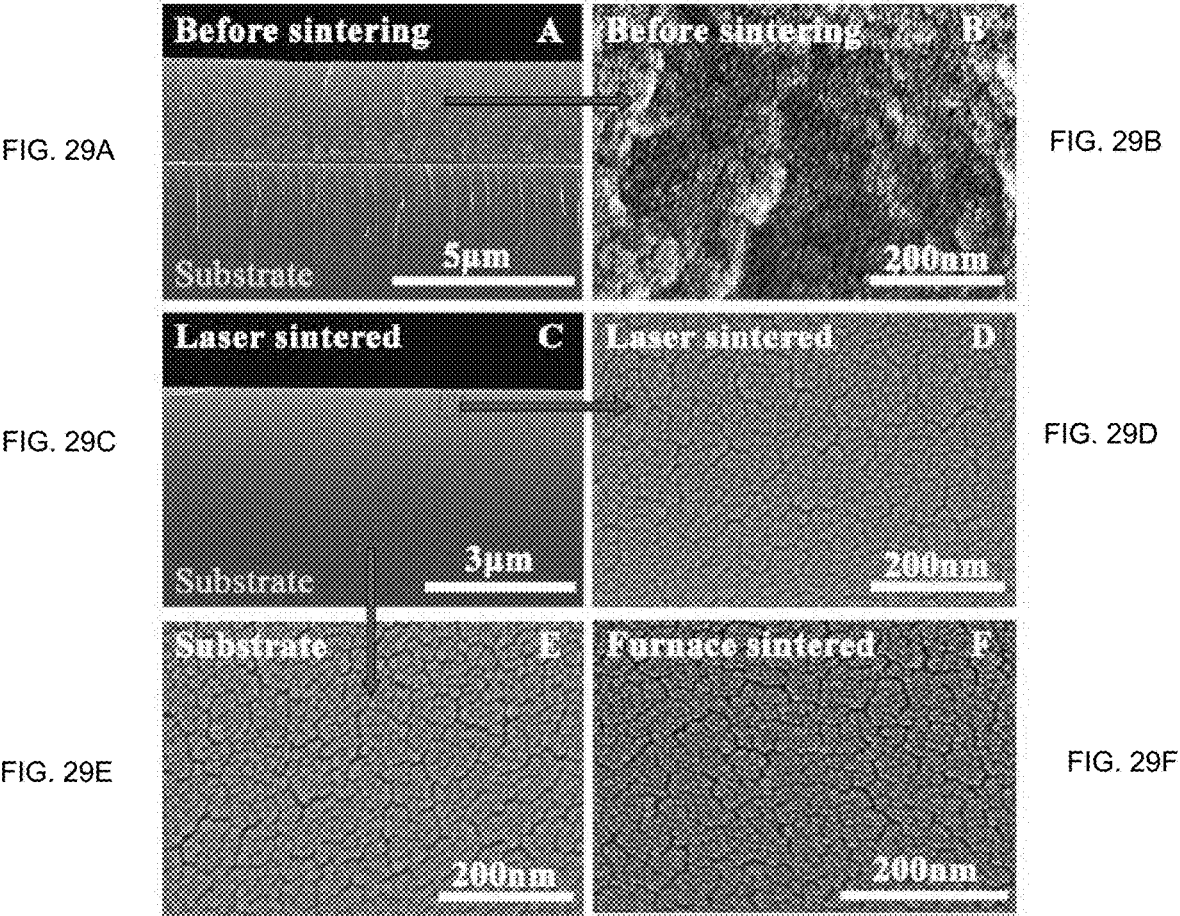 Before sintering A
Before sintering B
FIG. 29A
FIG. 29B
5μm
200nm
Substrate
Laser sintered C
Laser sintered D
FIG. 29C
FIG. 29D
3μm
200nm
Substrate
Substrate E
Furnace sintered F
FIG. 29E
FIG. 29F
200nm
200nm